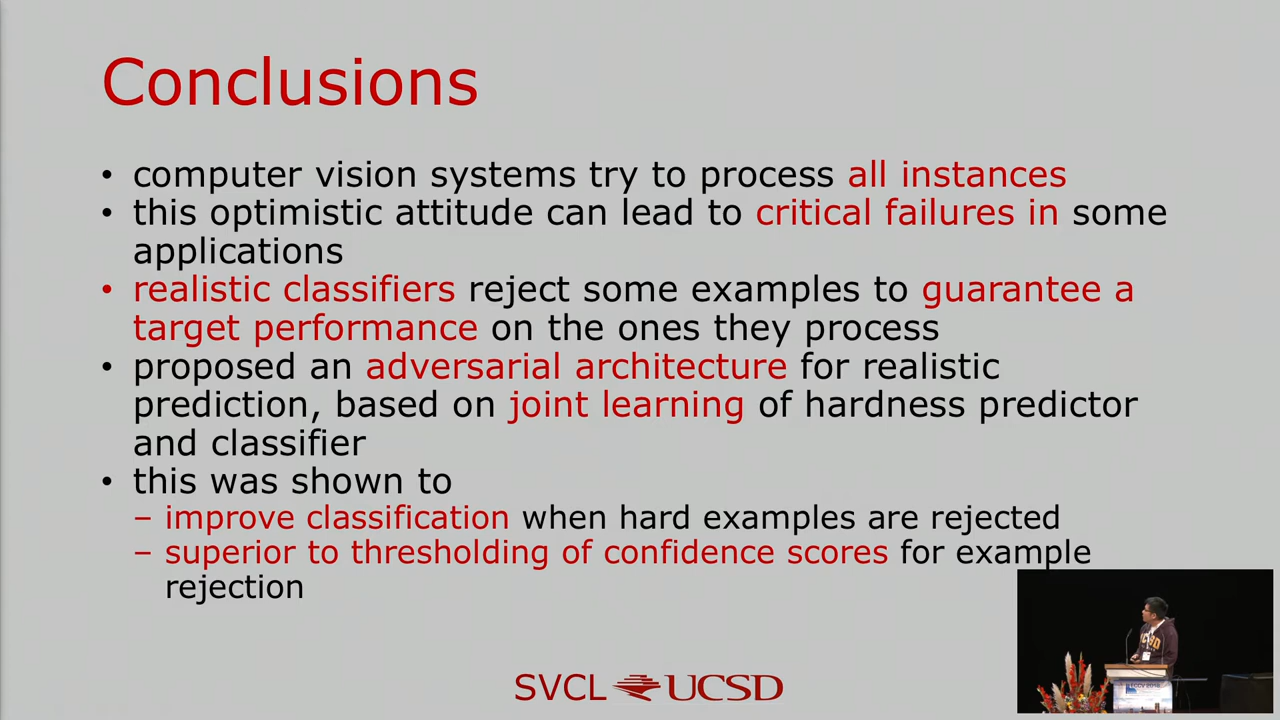 Conclusions
• computer vision systems try to process all instances
• this optimistic attitude can lead to critical failures in some
applications
• realistic classifiers reject some examples to guarantee a
target performance on the ones they process
• proposed an adversarial architecture for realistic
prediction, based on joint learning of hardness predictor
and classifier
• this was shown to
– improve classification when hard examples are rejected
– superior to thresholding of confidence scores for example
rejection
SVCL UCSD
ECCV 2018